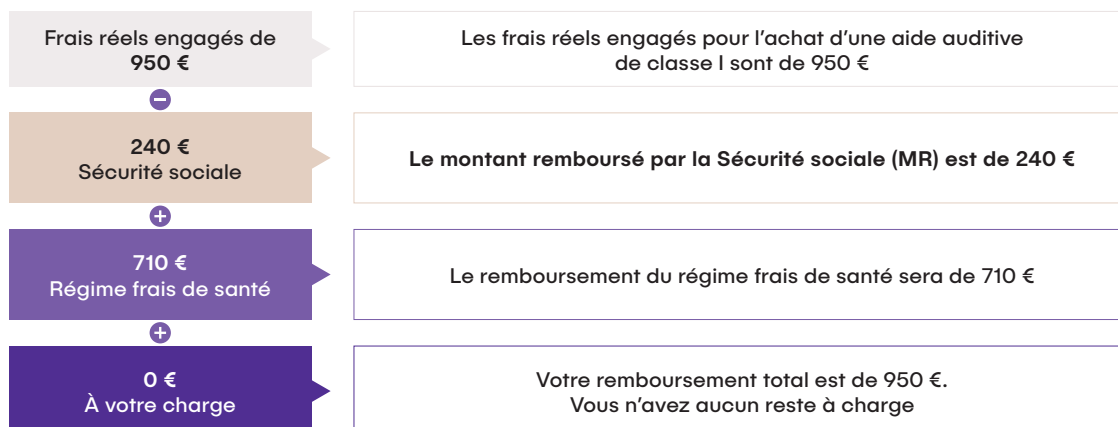 Frais réels engagés de
950 €
Les frais réels engagés pour l'achat d'une aide auditive
de classe I sont de 950 €
−
240 €
Sécurité sociale
Le montant remboursé par la Sécurité sociale (MR) est de 240 €
+
710 €
Régime frais de santé
Le remboursement du régime frais de santé sera de 710 €
+
0 €
À votre charge
Votre remboursement total est de 950 €.
Vous n'avez aucun reste à charge